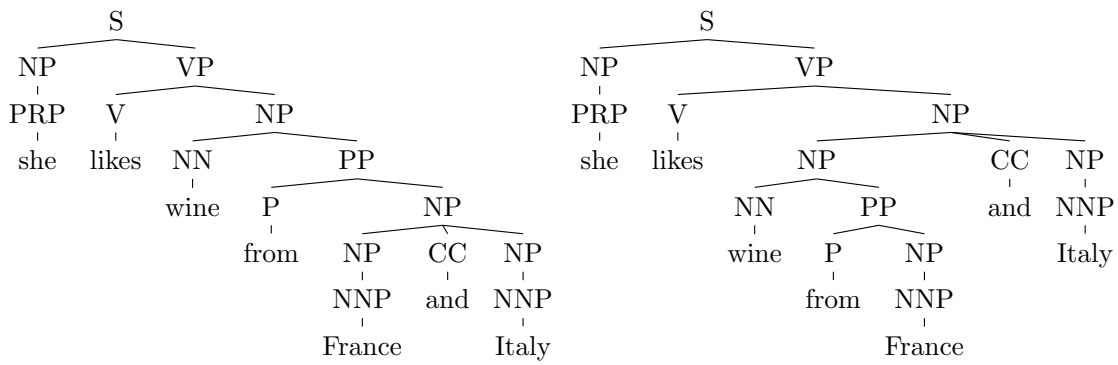 S S
NP VP NP VP
PRP V NP PRP V NP
she likes NN PP she likes NP CC NP
wine P NP NN PP and NNP
from NP CC NP wine P NP Italy
NNP and NNP from NNP
France Italy France